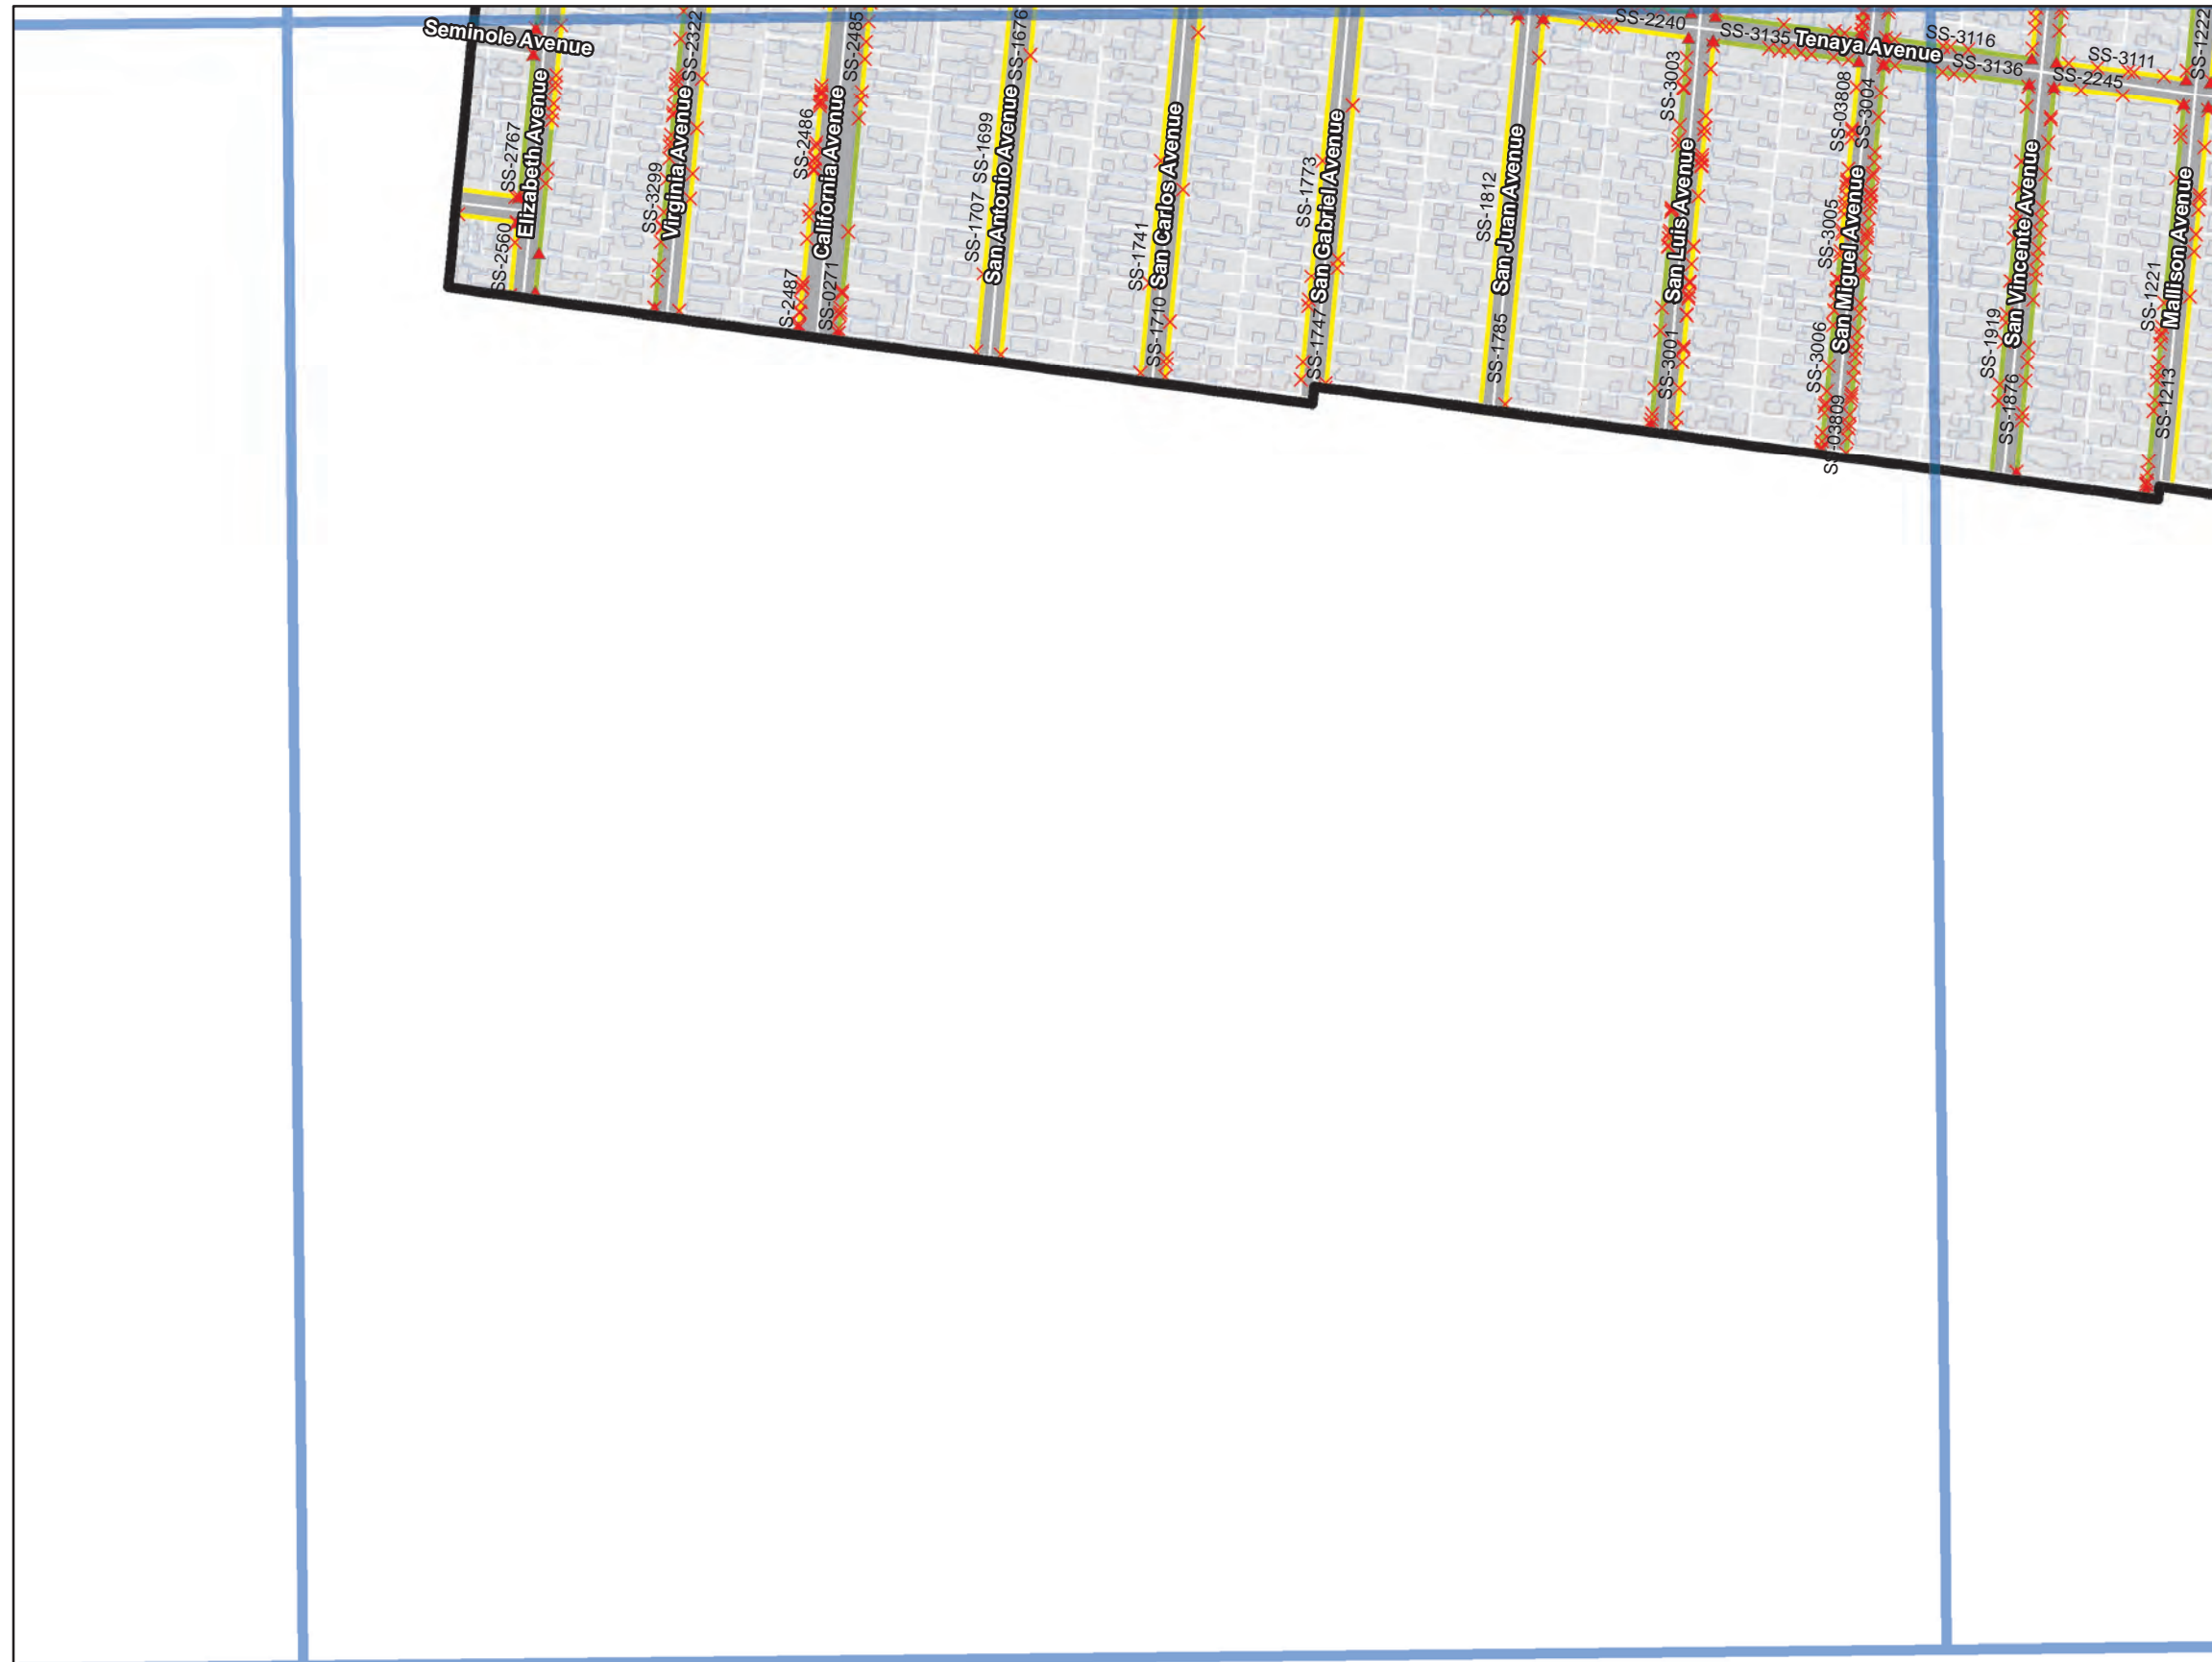 Seminole Avenue
SS-2767
Elizabeth Avenue
SS-2560
SS-2322
SS-3299
Virginia Avenue
SS-2485
SS-2486
California Avenue
SS-0271
SS-1676
SS-1699
San Antonio Avenue
SS-1707
San Carlos Avenue
SS-1741
SS-1710
San Gabriel Avenue
SS-1773
SS-1747
San Juan Avenue
SS-1812
SS-1785
SS-2240
SS-3135
Tenaya Avenue
SS-3116
SS-3136
SS-3111
SS-2245
SS-3003
San Luis Avenue
SS-3001
SS-03808
SS-3004
SS-3005
San Miguel Avenue
SS-3006
SS-03809
San Vincente Avenue
SS-1919
SS-1876
SS-1222
Mallison Avenue
SS-1221
SS-1213